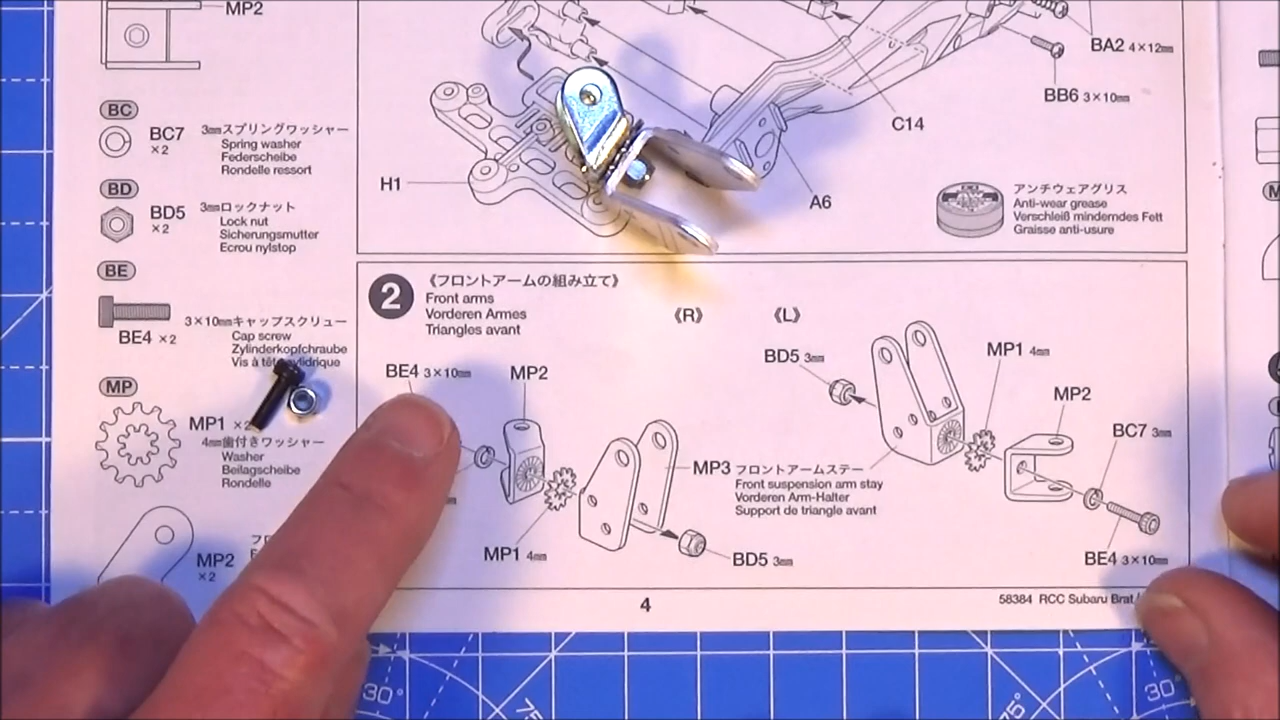 MP2
BC
BC7 3㎜スプリングワッシャー
×2 Spring washer
Federscheibe
Rondelle ressort
BD
BD5 3㎜ロックナット
×2 Lock nut
Sicherungsmutter
Ecrou nylstop
BE
3×10㎜キャップスクリュー
BE4 ×2 Cap screw
Zylinderkopfchraube
Vis à
MP
MP1
4㎜歯付きワッシャー
Washer
Beilagscheibe
Rondelle
MP2
×2
H1
BA2 4×12㎜
BB6 3×10㎜
C14
A6
アンチウェアグリス
Anti-wear grease
Verschleiß minderndes Fett
Graisse anti-usure
2 《フロントアームの組み立て》
Front arms
Vorderen Armes
Triangles avant
《R》 《L》
BE4 3×10㎜ MP2
MP3 フロントアームステー
Front suspension arm stay
Vorderen Arm-Halter
Support de triangle avant
MP1 4㎜
BD5 3㎜
BD5 3㎜
MP1 4㎜
MP2
BC7 3㎜
BE4 3×10㎜
4
58384 RCC Subaru Brat
30°
75°
75°
30°